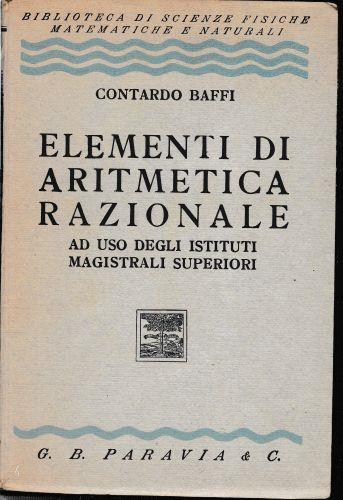 BIBLIOTECA DI SCIENZE FISICHE
MATEMATICHE E NATURALI
CONTARDO BAFFI
ELEMENTI DI
ARITMETICA
RAZIONALE
AD USO DEGLI ISTITUTI
MAGISTRALI SUPERIORI
G. B. PARAVIA & C.